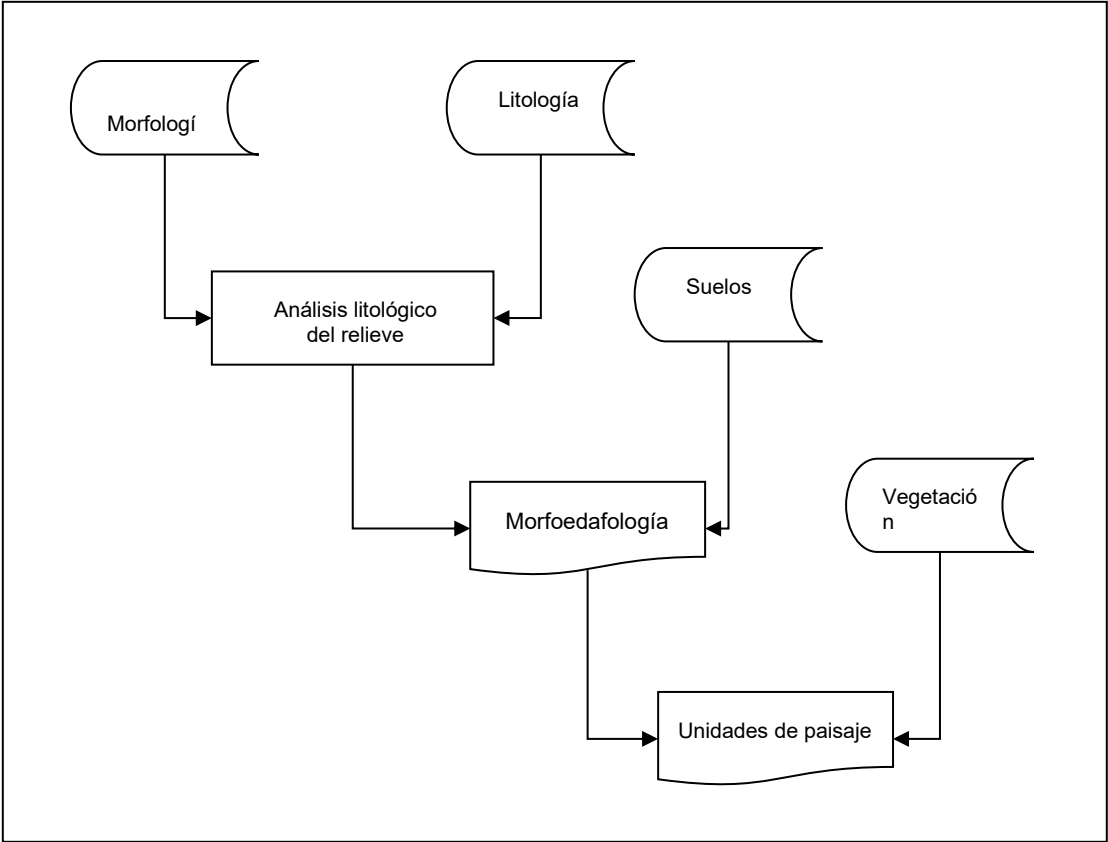 Morfologí
Litología
Análisis litológico
del relieve
Suelos
Morfoedafología
Vegetació
n
Unidades de paisaje